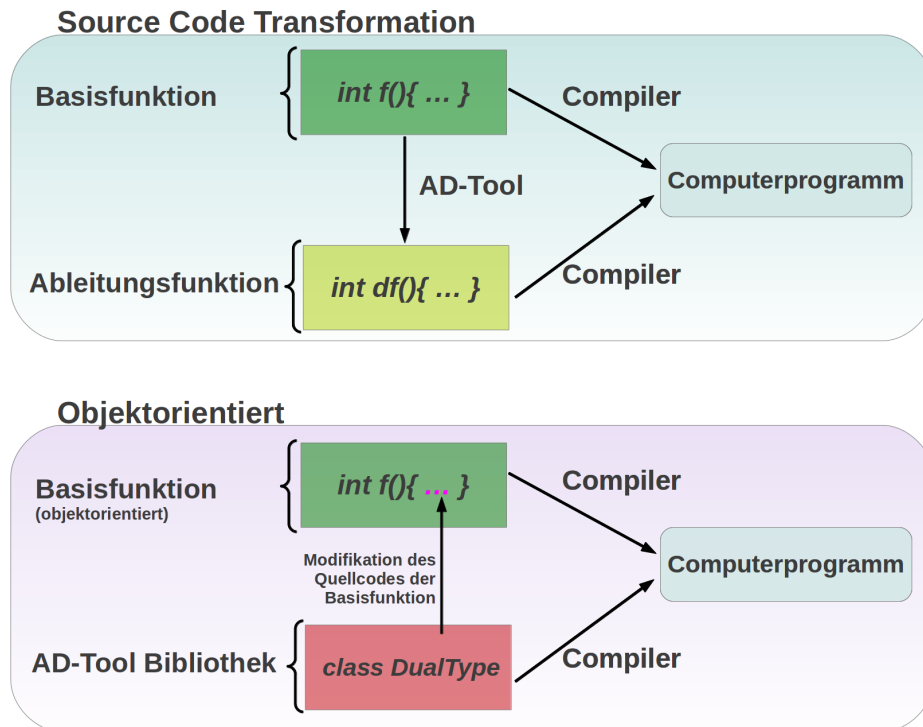 Source Code Transformation
Basisfunktion
int f(){ ... }
Compiler
Computerprogramm
AD-Tool
Ableitungsfunktion
int df(){ ... }
Compiler
Objektorientiert
Basisfunktion
(objektorientiert)
int f(){ ... }
Compiler
Computerprogramm
Modifikation des
Quellcodes der
Basisfunktion
AD-Tool Bibliothek
class DualType
Compiler